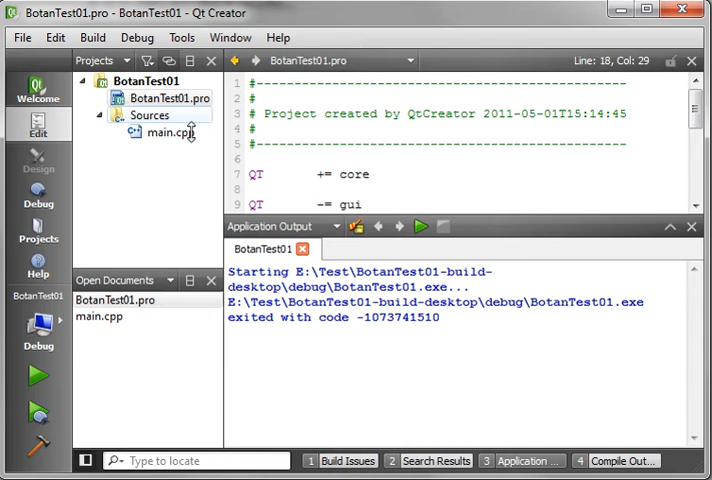 BotanTest01.pro - BotanTest01 - Qt Creator
File Edit Build Debug Tools Window Help
Projects
BotanTest01.pro
Line: 18, Col: 29
Welcome
Edit
Design
Debug
Projects
Help
BotanTest01
Debug
BotanTest01
BotanTest01.pro
Sources
main.cpp
Open Documents
BotanTest01.pro
main.cpp
1 #-------------------------------------------------
2 #
3 # Project created by QtCreator 2011-05-01T15:14:45
4 #
5 #-------------------------------------------------
6
7 QT += core
8
9 QT -= gui
Application Output
BotanTest01
Starting E:\Test\BotanTest01-build-
desktop\debug\BotanTest01.exe...
E:\Test\BotanTest01-build-desktop\debug\BotanTest01.exe
exited with code -1073741510
Type to locate
1 Build Issues
2 Search Results
3 Application ...
4 Compile Out...